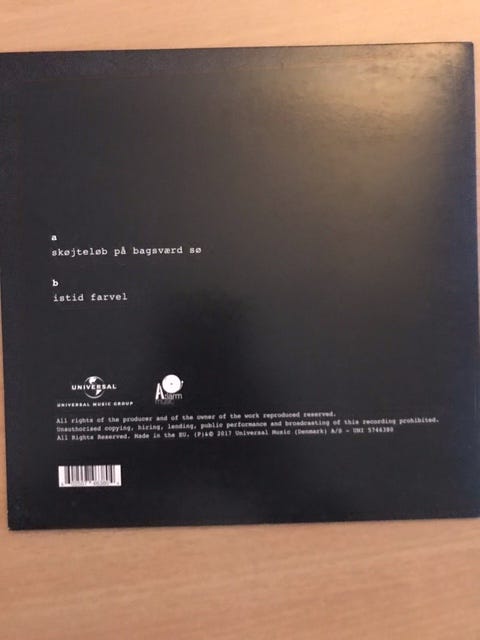 a
skøjteløb på bagsværd sø
b
istid farvel
UNIVERSAL
UNIVERSAL MUSIC GROUP
A:larm
music
All rights of the producer and of the owner of the work reproduced reserved.
Unauthorised copying, hiring, lending, public performance and broadcasting of this recording prohibited.
All Rights Reserved. Made in the EU. (P)&© 2017 Universal Music (Denmark) A/S - UNI 5746380